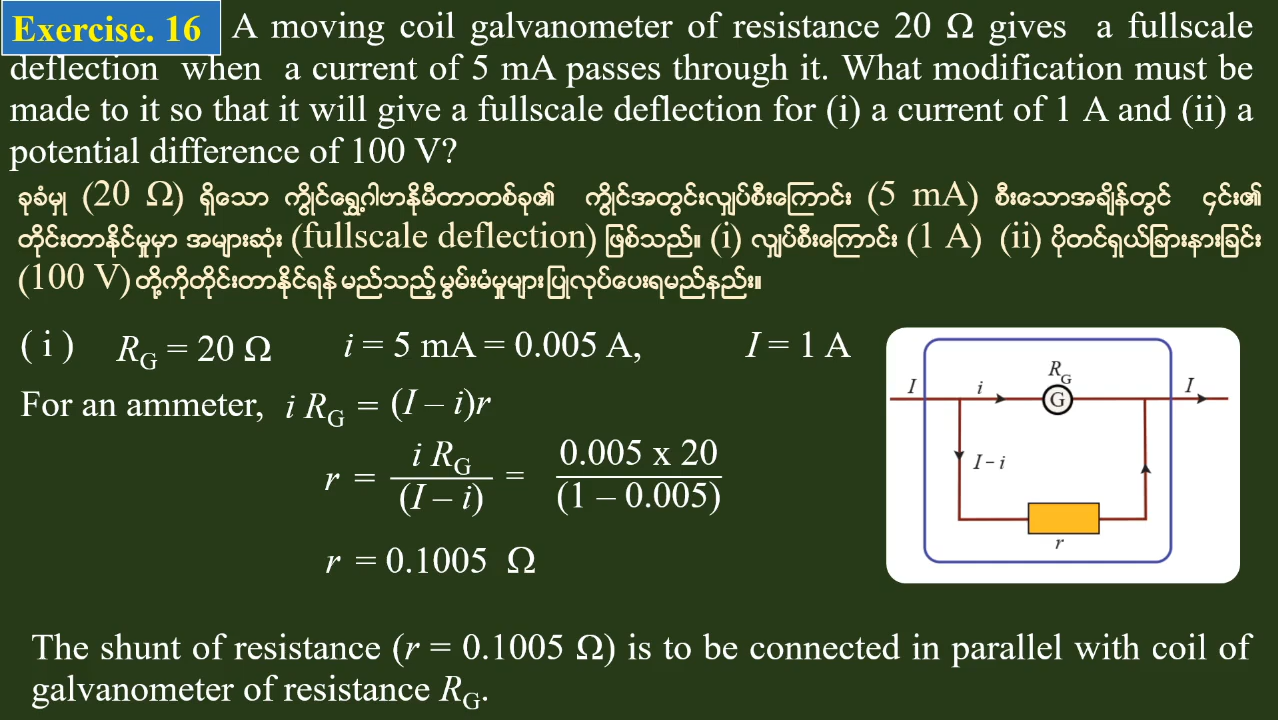 Exercise. 16 A moving coil galvanometer of resistance 20 Ω gives a fullscale
deflection when a current of 5 mA passes through it. What modification must be
made to it so that it will give a fullscale deflection for (i) a current of 1 A and (ii) a
potential difference of 100 V?
ခုခံမှု (20 Ω) ရှိသော ကွိုင်ရွေ့ဂါဗာနိုမီတာတစ်ခု၏ ကွိုင်အတွင်းလျှပ်စီးကြောင်း (5 mA) စီးသောအချိန်တွင် ၄င်း၏
တိုင်းတာနိုင်မှုမှာ အများဆုံး (fullscale deflection) ဖြစ်သည်။ (i) လျှပ်စီးကြောင်း (1 A) (ii) ပိုတင်ရှယ်ခြားနားခြင်း
(100 V) တို့ကိုတိုင်းတာနိုင်ရန် မည်သည့် မွမ်းမံမှုများ ပြုလုပ်ပေးရမည်နည်း။
( i ) R_G = 20 Ω i = 5 mA = 0.005 A, I = 1 A
For an ammeter, i R_G = (I – i)r
r = i R_G / (I – i) = 0.005 x 20 / (1 – 0.005)
r = 0.1005 Ω
I i R_G G I
I – i
r
The shunt of resistance (r = 0.1005 Ω) is to be connected in parallel with coil of
galvanometer of resistance R_G.